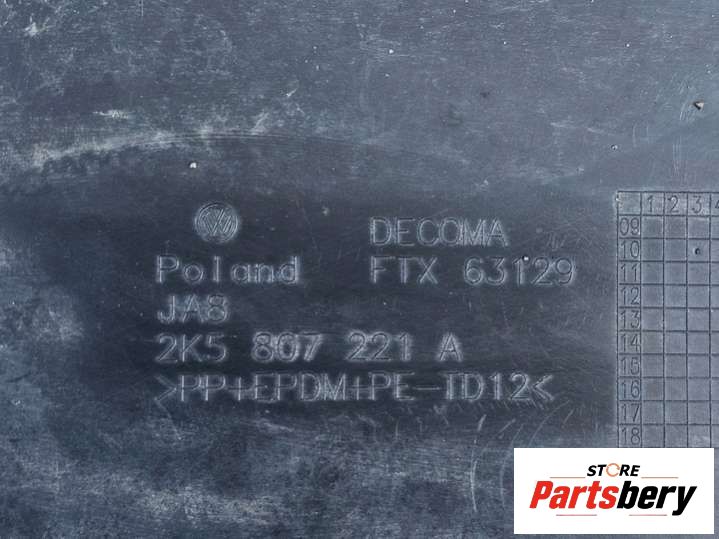 VW
DECOMA
Poland
FTX 63129
JA8
2K5 807 221 A
>PP+EPDM+PE-TD12<
1 2 3 4
09
10
11
12
13
14
15
16
17
18
STORE
Partsbery